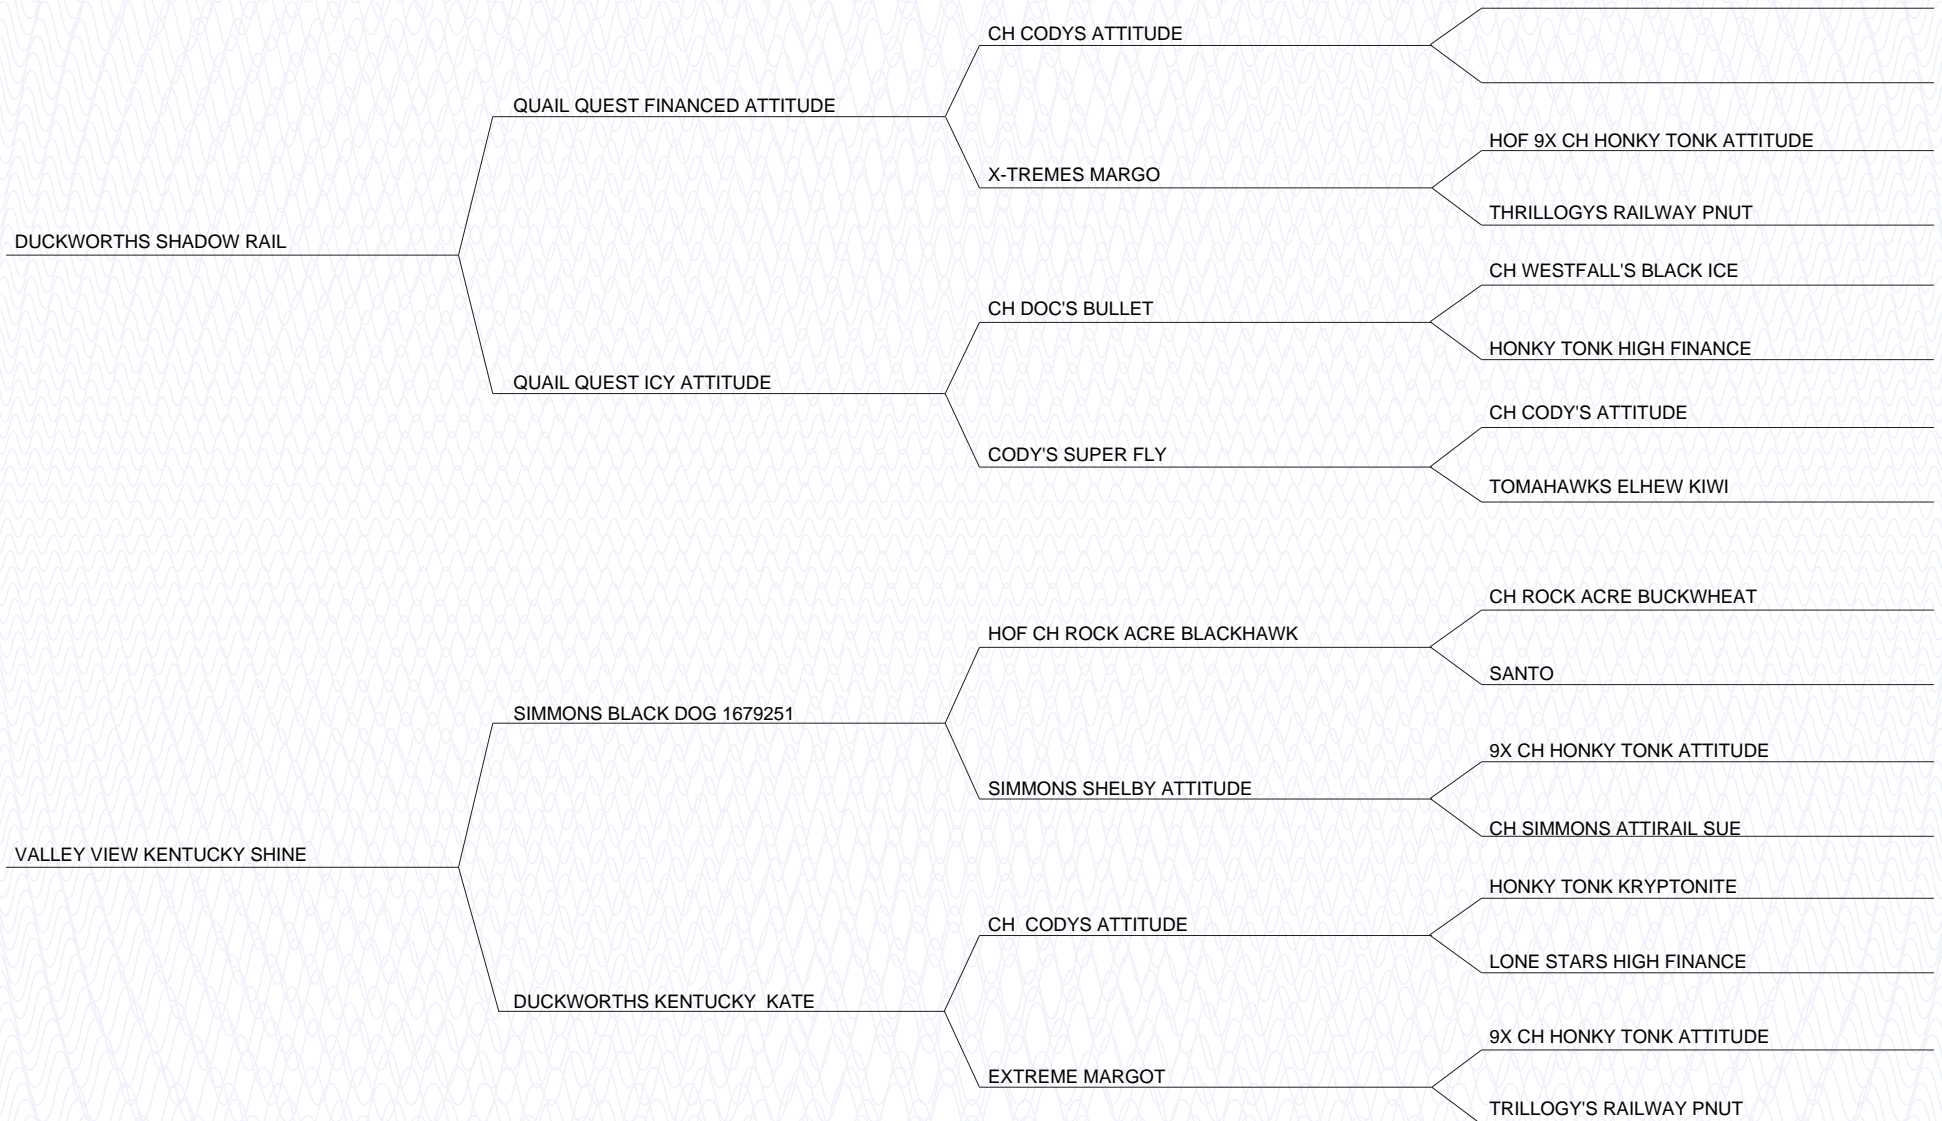 CH CODYS ATTITUDE
QUAIL QUEST FINANCED ATTITUDE
HOF 9X CH HONKY TONK ATTITUDE
X-TREMES MARGO
THRILLOGYS RAILWAY PNUT
DUCKWORTHS SHADOW RAIL
CH WESTFALL'S BLACK ICE
CH DOC'S BULLET
HONKY TONK HIGH FINANCE
QUAIL QUEST ICY ATTITUDE
CH CODY'S ATTITUDE
CODY'S SUPER FLY
TOMAHAWKS ELHEW KIWI
CH ROCK ACRE BUCKWHEAT
HOF CH ROCK ACRE BLACKHAWK
SANTO
SIMMONS BLACK DOG 1679251
9X CH HONKY TONK ATTITUDE
SIMMONS SHELBY ATTITUDE
CH SIMMONS ATTIRAIL SUE
VALLEY VIEW KENTUCKY SHINE
HONKY TONK KRYPTONITE
CH  CODYS ATTITUDE
LONE STARS HIGH FINANCE
DUCKWORTHS KENTUCKY  KATE
9X CH HONKY TONK ATTITUDE
EXTREME MARGOT
TRILLOGY'S RAILWAY PNUT